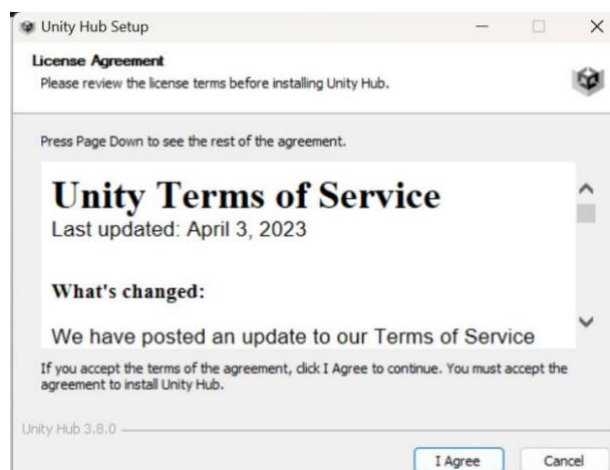 Unity Hub Setup
License Agreement
Please review the license terms before installing Unity Hub.
Press Page Down to see the rest of the agreement.
Unity Terms of Service
Last updated: April 3, 2023
What's changed:
We have posted an update to our Terms of Service
If you accept the terms of the agreement, click I Agree to continue. You must accept the
agreement to install Unity Hub.
Unity Hub 3.8.0
I Agree
Cancel